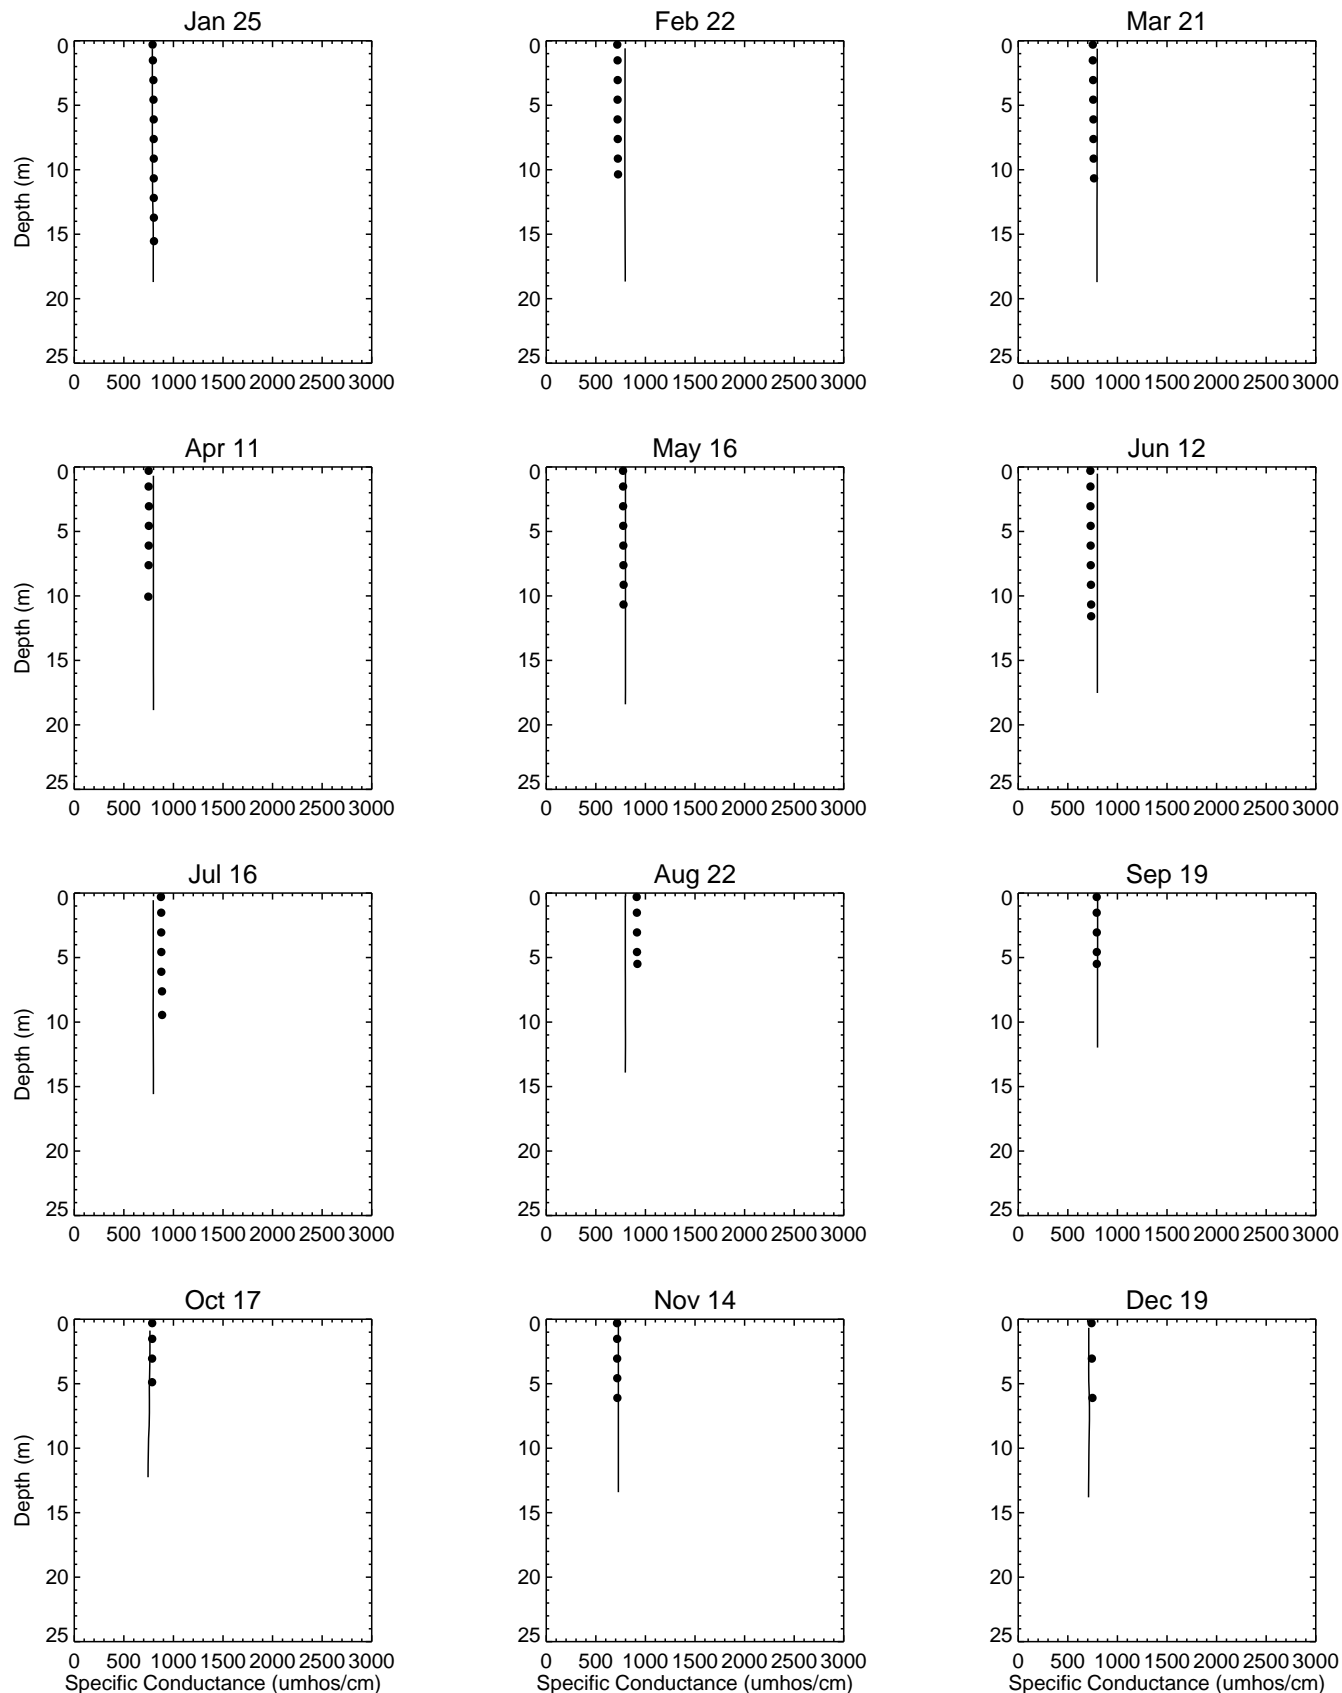 Jan 25 Feb 22 Mar 21
0 0 0
5 5 5
10 10 10
15 15 15
20 20 20
25 25 25
Depth (m)
0 500 1000 1500 2000 2500 3000 0 500 1000 1500 2000 2500 3000 0 500 1000 1500 2000 2500 3000
Apr 11 May 16 Jun 12
0 0 0
5 5 5
10 10 10
15 15 15
20 20 20
25 25 25
Depth (m)
0 500 1000 1500 2000 2500 3000 0 500 1000 1500 2000 2500 3000 0 500 1000 1500 2000 2500 3000
Jul 16 Aug 22 Sep 19
0 0 0
5 5 5
10 10 10
15 15 15
20 20 20
25 25 25
Depth (m)
0 500 1000 1500 2000 2500 3000 0 500 1000 1500 2000 2500 3000 0 500 1000 1500 2000 2500 3000
Oct 17 Nov 14 Dec 19
0 0 0
5 5 5
10 10 10
15 15 15
20 20 20
25 25 25
Depth (m)
0 500 1000 1500 2000 2500 3000 0 500 1000 1500 2000 2500 3000 0 500 1000 1500 2000 2500 3000
Specific Conductance (umhos/cm) Specific Conductance (umhos/cm) Specific Conductance (umhos/cm)